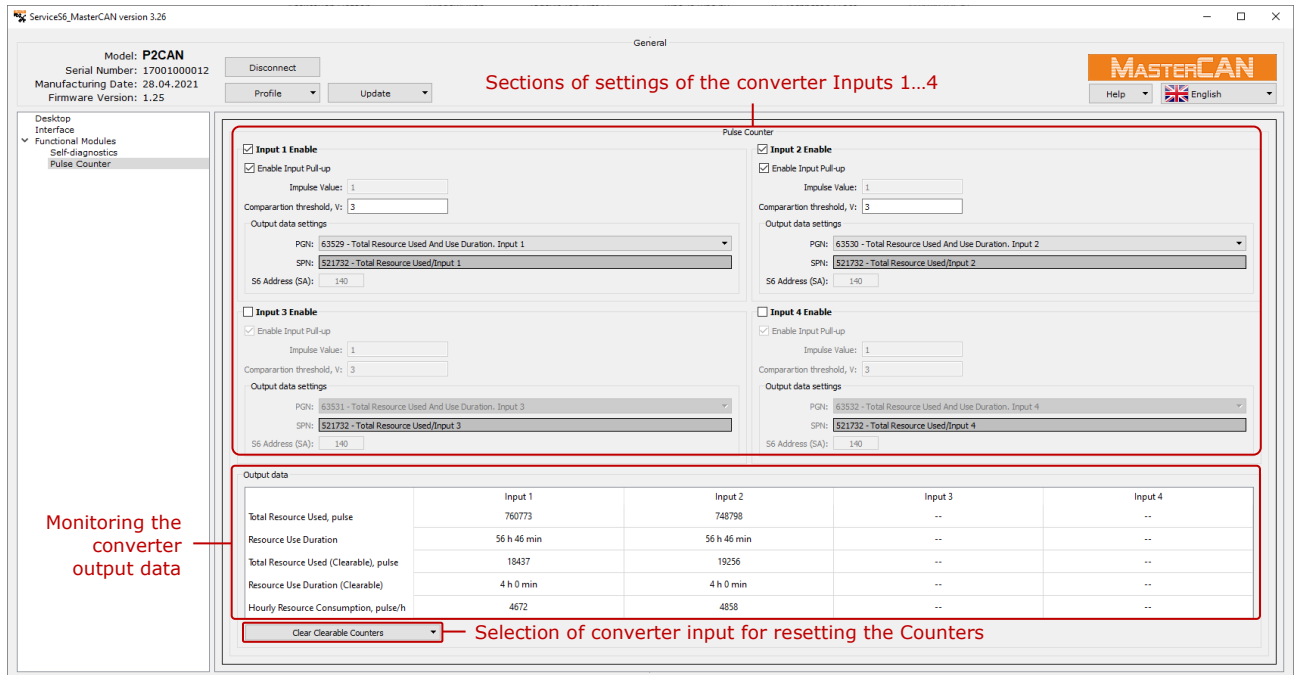 ServiceS6_MasterCAN version 3.26
General
Model: P2CAN
Serial Number: 17001000012
Manufacturing Date: 28.04.2021
Firmware Version: 1.25
Disconnect
Profile
Update
Sections of settings of the converter Inputs 1...4
MASTERCAN
Help
English
Desktop
Interface
Functional Modules
Self-diagnostics
Pulse Counter
Pulse Counter
Input 1 Enable
Enable Input Pull-up
Impulse Value: 1
Comparartion threshold, V: 3
Output data settings
PGN: 63529 - Total Resource Used And Use Duration. Input 1
SPN: 521732 - Total Resource Used/Input 1
S6 Address (SA): 140
Input 2 Enable
Enable Input Pull-up
Impulse Value: 1
Comparartion threshold, V: 3
Output data settings
PGN: 63530 - Total Resource Used And Use Duration. Input 2
SPN: 521732 - Total Resource Used/Input 2
S6 Address (SA): 140
Input 3 Enable
Enable Input Pull-up
Impulse Value: 1
Comparartion threshold, V: 3
Output data settings
PGN: 63531 - Total Resource Used And Use Duration. Input 3
SPN: 521732 - Total Resource Used/Input 3
S6 Address (SA): 140
Input 4 Enable
Enable Input Pull-up
Impulse Value: 1
Comparartion threshold, V: 3
Output data settings
PGN: 63532 - Total Resource Used And Use Duration. Input 4
SPN: 521732 - Total Resource Used/Input 4
S6 Address (SA): 140
Monitoring the
converter
output data
Output data
Input 1 Input 2 Input 3 Input 4
Total Resource Used, pulse 760773 748798 -- --
Resource Use Duration 56 h 46 min 56 h 46 min -- --
Total Resource Used (Clearable), pulse 18437 19256 -- --
Resource Use Duration (Clearable) 4 h 0 min 4 h 0 min -- --
Hourly Resource Consumption, pulse/h 4672 4858 -- --
Clear Clearable Counters
Selection of converter input for resetting the Counters